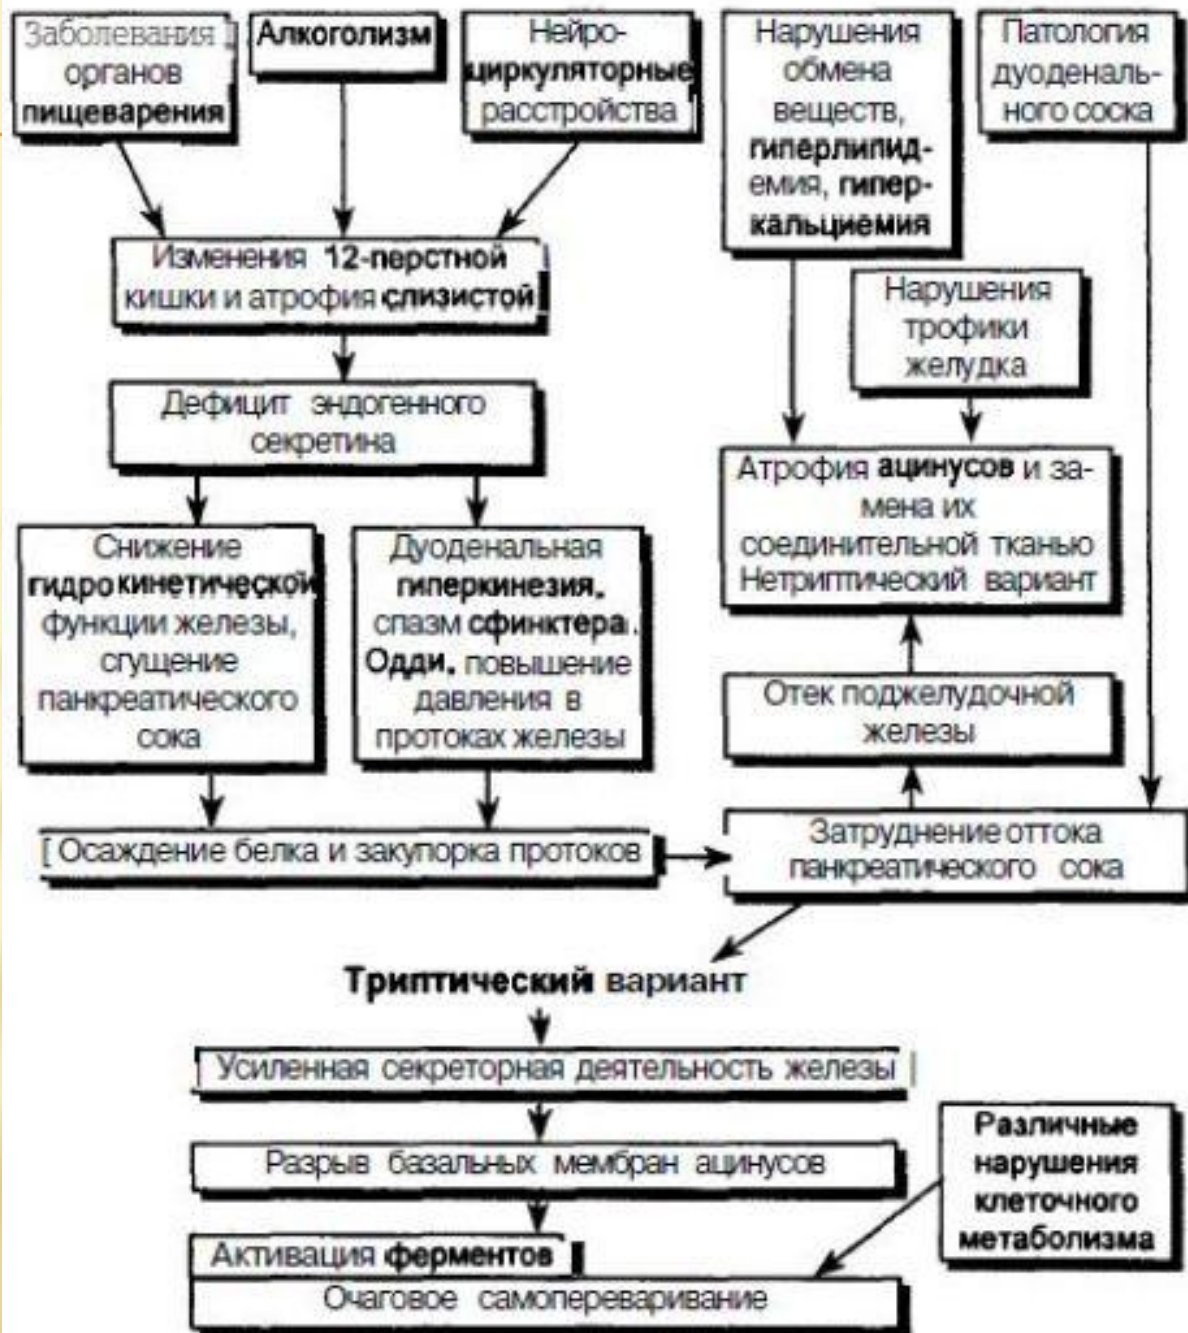 Заболевания
органов
пищеварения
Алкоголизм
Нейро-
циркуляторные
расстройства
Нарушения
обмена
веществ,
гиперлипид-
емия, гипер-
кальциемия
Патология
дуоденаль-
ного соска
Изменения 12-перстной
кишки и атрофия слизистой
Нарушения
трофики
желудка
Дефицит эндогенного
секретина
Атрофия ацинусов и за-
мена их
соединительной тканью
Нетриптический вариант
Снижение
гидрокинетической
функции железы,
сгущение
панкреатического
сока
Дуоденальная
гиперкинезия,
спазм сфинктера.
Одди, повышение
давления в
протоках железы
Отек поджелудочной
железы
Осаждение белка и закупорка протоков
Затруднение оттока
панкреатического сока
Триптический вариант
Усиленная секреторная деятельность железы
Разрыв базальных мембран ацинусов
Различные
нарушения
клеточного
метаболизма
Активация ферментов
Очаговое самопереваривание